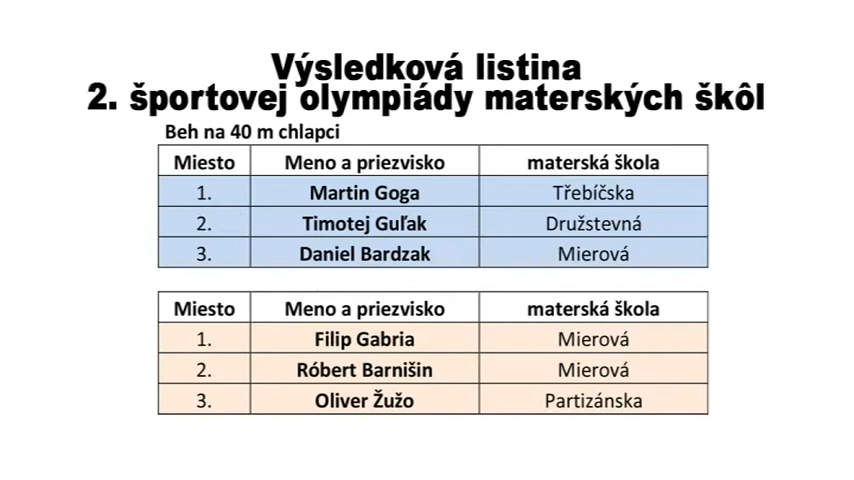 Výsledková listina
2. športovej olympiády materských škôl
Beh na 40 m chlapci
Miesto Meno a priezvisko materská škola
1. Martin Goga Třebíčska
2. Timotej Guľak Družstevná
3. Daniel Bardzak Mierová
Miesto Meno a priezvisko materská škola
1. Filip Gabria Mierová
2. Róbert Barnišin Mierová
3. Oliver Žužo Partizánska